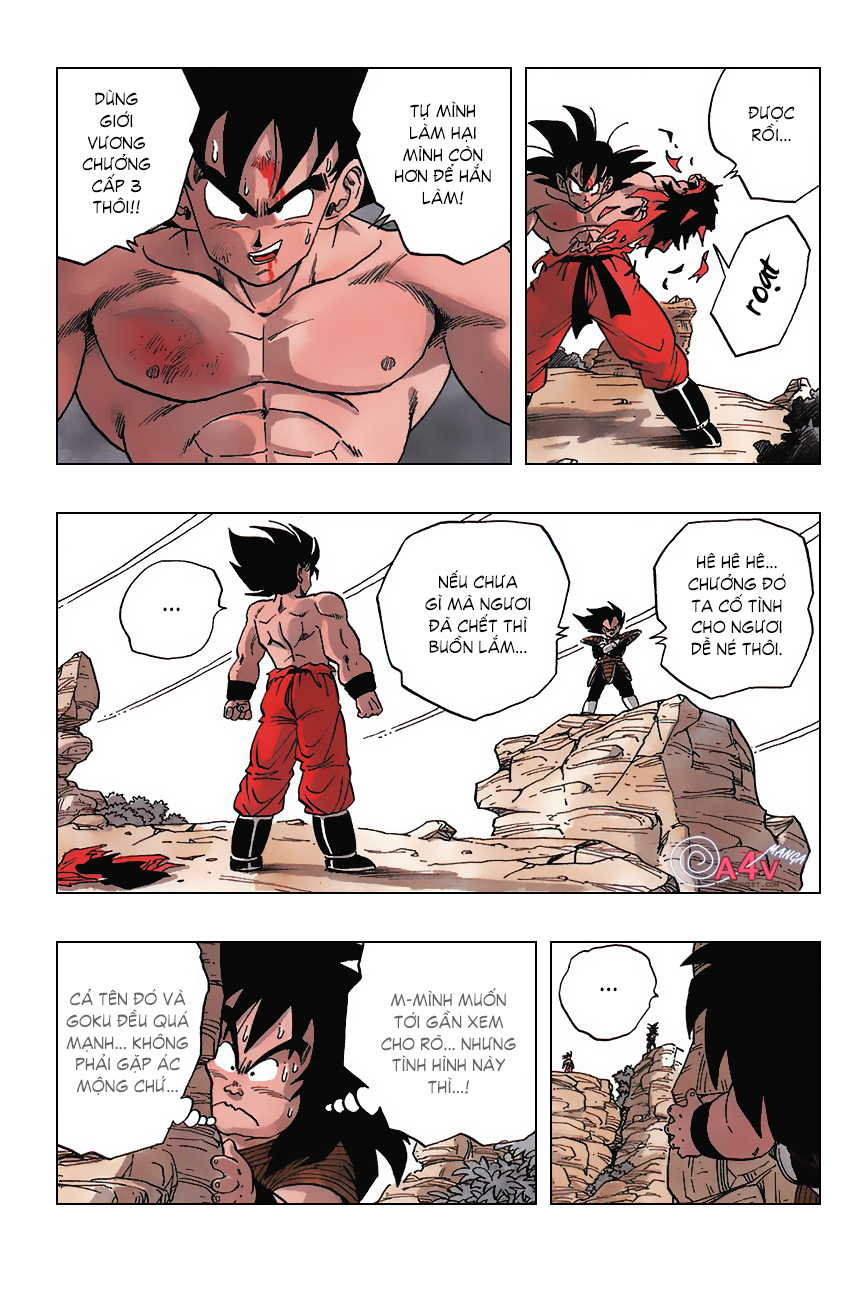 ĐƯỢC
RỒI...
roạt
TỰ MÌNH
LÀM HẠI
MÌNH CÒN
HƠN ĐỂ HẮN
LÀM!
DÙNG
GIỚI
VƯƠNG
CHƯỞNG
CẤP 3
THÔI!!
HÊ HÊ HÊ...
CHƯỞNG ĐÓ
TA CỐ TÌNH
CHO NGƯƠI
DỄ NÉ THÔI.
NẾU CHƯA
GÌ MÀ NGƯƠI
ĐÃ CHẾT THÌ
BUỒN LẮM...
...
A4V
MANGA
...
M-MÌNH MUỐN
TỚI GẦN XEM
CHO RÕ... NHƯNG
TÌNH HÌNH NÀY
THÌ...!
CẢ TÊN ĐÓ VÀ
GOKU ĐỀU QUÁ
MẠNH... KHÔNG
PHẢI GẶP ÁC
MỘNG CHỨ...